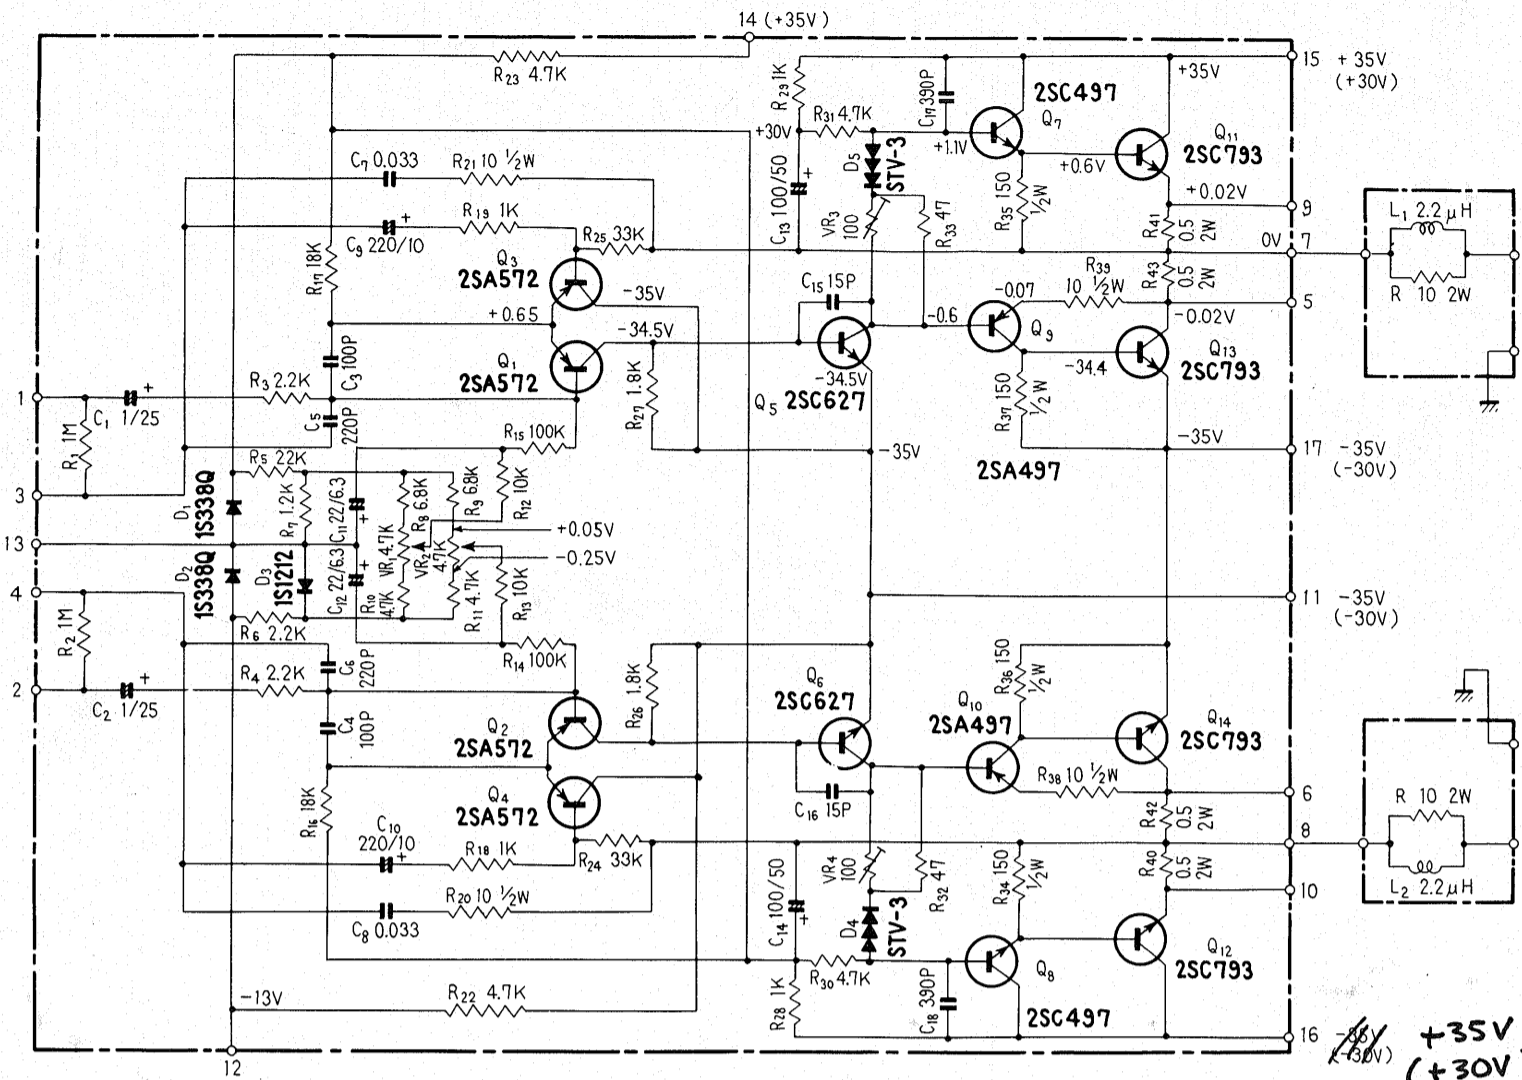 14 (+35V)
R23 4.7K
15 +35V
(+30V)
+35V
R29 1K
C17 390P
2SC497
Q7
R31 4.7K
+30V
+1.1V
Q11
2SC793
+0.6V
+0.02V
9
C7 0.033
R21 10 ½W
D5
STV-3
C13 100/50
R35 150
½W
R19 1K
C9 220/10
R25 33K
VR3
100
R33 47
R41
0.5
2W
0V
7
L1 2.2μH
R 10 2W
R17 18K
Q3
2SA572
-35V
C15 15P
R39
10 ½W
R43
0.5
2W
5
+0.65
-34.5V
-0.6
-0.07
Q9
-0.02V
C3 100P
Q1
2SA572
Q13
2SC793
-34.4
-34.5V
1
C1 1/25
R3 2.2K
C5
220P
R27 1.8K
Q5 2SC627
R37 150
½W
R1 1M
R15 100K
-35V
-35V
17 -35V
(-30V)
2SA497
3
R5 22K
D1
1S338Q
R7 1.2K
C11 22/6.3
R8 6.8K
R9 6.8K
R12 10K
+0.05V
13
VR1 4.7K
VR2
4.7K
-0.25V
D2
1S338Q
D3
1S1212
C12 22/6.3
R10
4.7K
R11 4.7K
R13 10K
4
11 -35V
(-30V)
R2 1M
R6 2.2K
C6
220P
R14 100K
R4 2.2K
2
C2 1/25
C4
100P
R26 1.8K
Q6
2SC627
R36 150
½W
Q10
2SA497
Q14
2SC793
Q2
2SA572
R38 10 ½W
6
C16 15P
R42
0.5
2W
R 10 2W
R16 18K
Q4
2SA572
8
C10
220/10
R18 1K
R24 33K
VR4
100
R32 47
R34 150
½W
R40
0.5
2W
L2 2.2μH
10
R20 10 ½W
C8 0.033
C14 100/50
D4
STV-3
Q12
2SC793
R30 4.7K
Q8
C18 390P
2SC497
R28 1K
-13V
R22 4.7K
16 -35V
(-30V)
+35V
(+30V
12